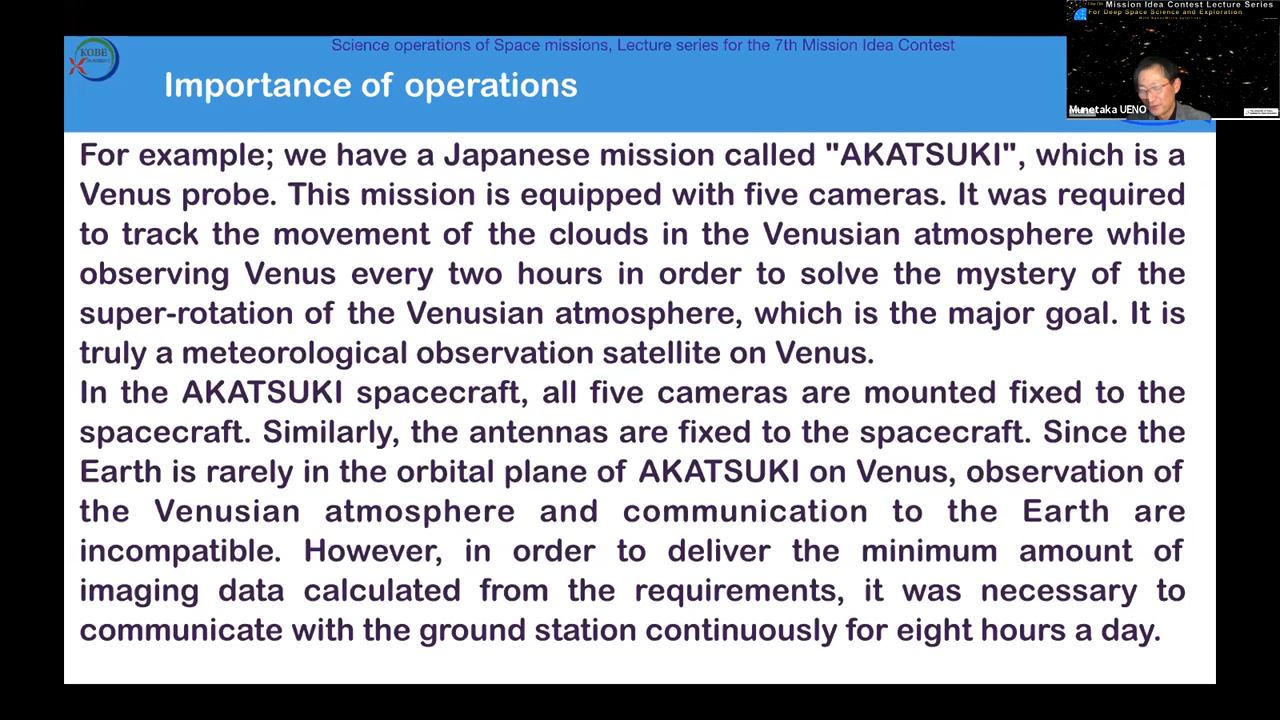 Science operations of Space missions, Lecture series for the 7th Mission Idea Contest
KOBE
Importance of operations
Mission Idea Contest Lecture Series
For Deep Space Science and Exploration
Munetaka UENO
For example; we have a Japanese mission called "AKATSUKI", which is a
Venus probe. This mission is equipped with five cameras. It was required
to track the movement of the clouds in the Venusian atmosphere while
observing Venus every two hours in order to solve the mystery of the
super-rotation of the Venusian atmosphere, which is the major goal. It is
truly a meteorological observation satellite on Venus.
In the AKATSUKI spacecraft, all five cameras are mounted fixed to the
spacecraft. Similarly, the antennas are fixed to the spacecraft. Since the
Earth is rarely in the orbital plane of AKATSUKI on Venus, observation of
the Venusian atmosphere and communication to the Earth are
incompatible. However, in order to deliver the minimum amount of
imaging data calculated from the requirements, it was necessary to
communicate with the ground station continuously for eight hours a day.